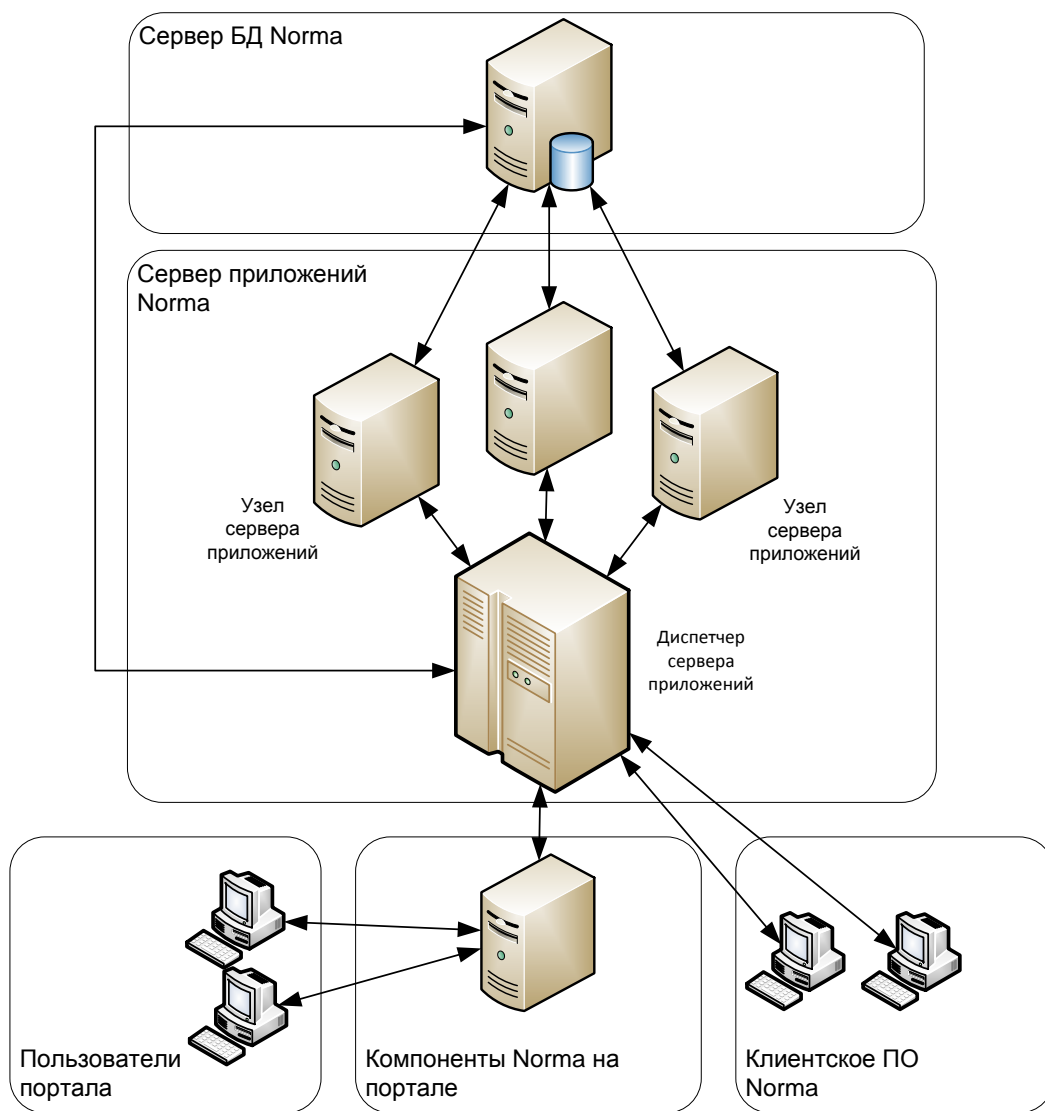 Сервер БД Norma
Сервер приложений
Norma
Узел
сервера
приложений
Узел
сервера
приложений
Диспетчер
сервера
приложений
Пользователи
портала
Компоненты Norma на
портале
Клиентское ПО
Norma